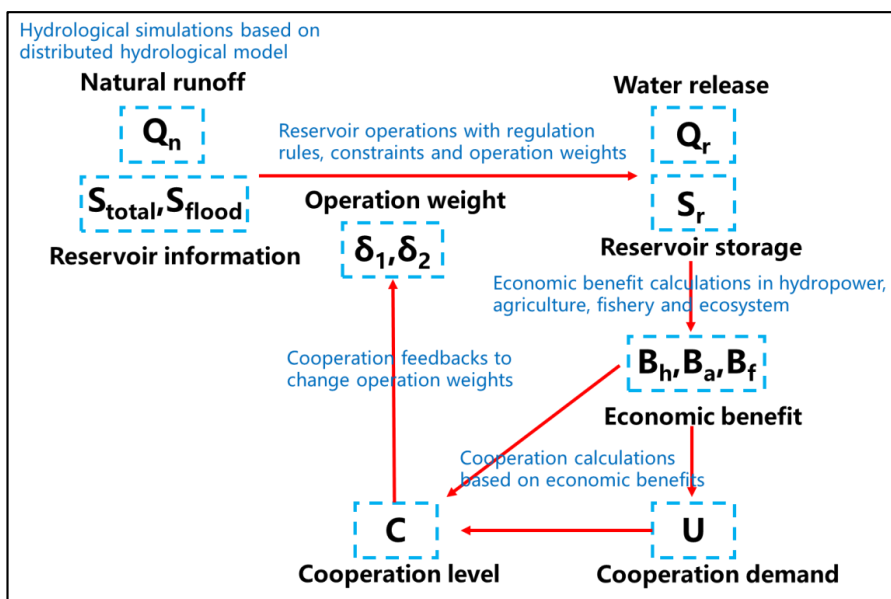 Hydrological simulations based on
distributed hydrological model
Natural runoff
Qn
Stotal,Sflood
Reservoir information
Reservoir operations with regulation
rules, constraints and operation weights
Operation weight
δ1,δ2
Water release
Qr
Sr
Reservoir storage
Economic benefit calculations in hydropower,
agriculture, fishery and ecosystem
Bh,Ba,Bf
Economic benefit
Cooperation feedbacks to
change operation weights
Cooperation calculations
based on economic benefits
C
Cooperation level
U
Cooperation demand